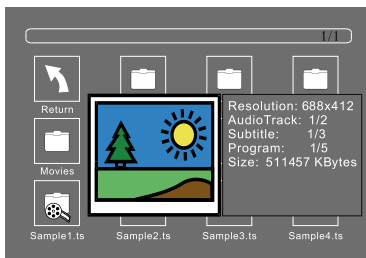 1/1
Return
Resolution: 688x412
AudioTrack: 1/2
Subtitle: 1/3
Program: 1/5
Size: 511457 KBytes
Movies
Sample1.ts
Sample2.ts
Sample3.ts
Sample4.ts